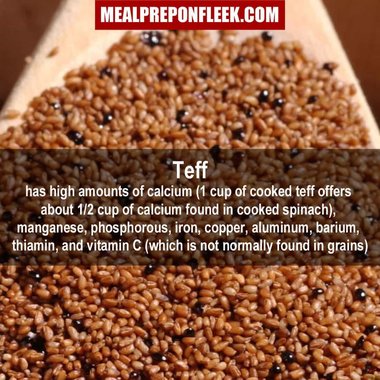 MEALPREPONFLEEK.COM
Teff
has high amounts of calcium (1 cup of cooked teff offers
about 1/2 cup of calcium found in cooked spinach),
manganese, phosphorous, iron, copper, aluminum, barium,
thiamin, and vitamin C (which is not normally found in grains)